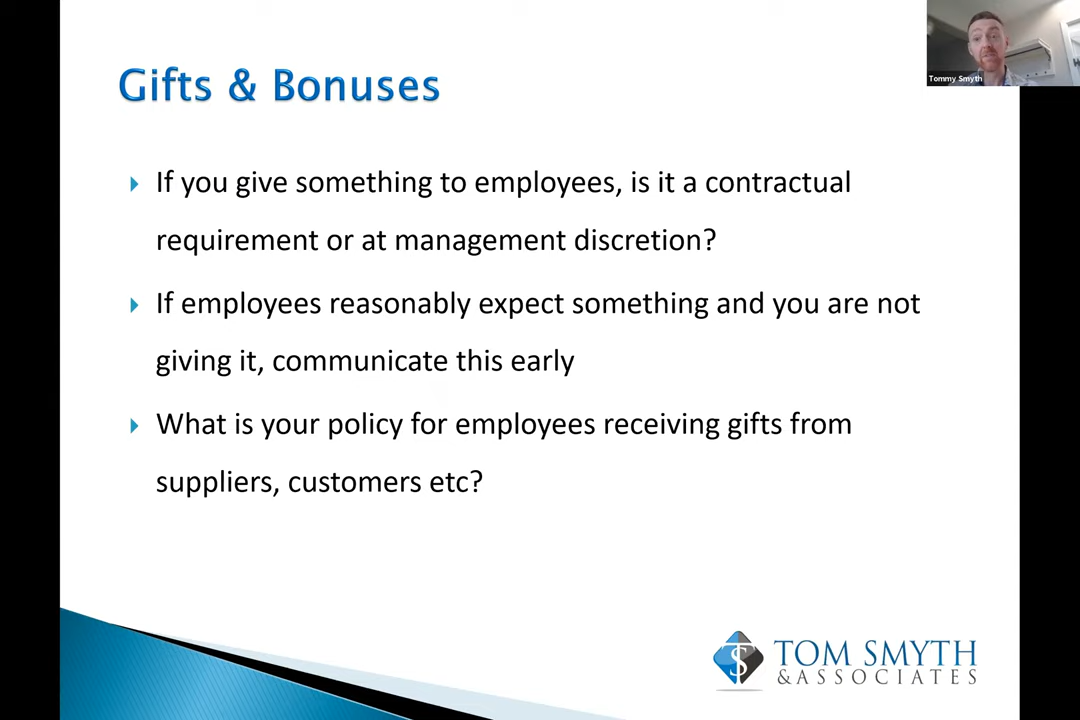 Gifts & Bonuses
Tommy Smyth
If you give something to employees, is it a contractual
requirement or at management discretion?
If employees reasonably expect something and you are not
giving it, communicate this early
What is your policy for employees receiving gifts from
suppliers, customers etc?
TOM SMYTH
&ASSOCIATES